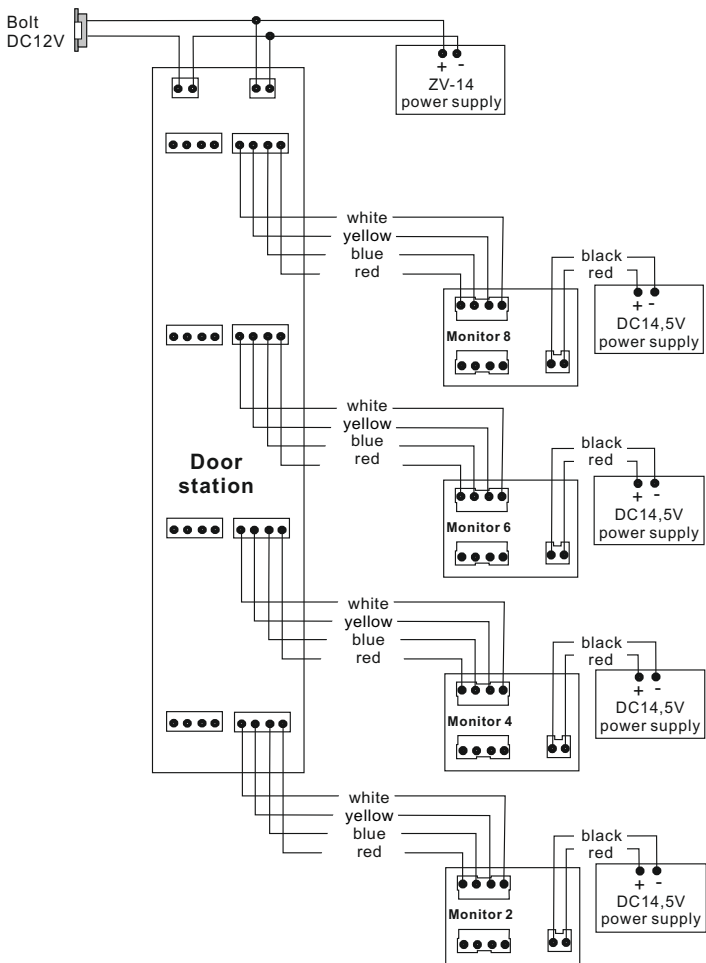 Bolt
DC12V
+ -
ZV-14
power supply
white
yellow
blue
red
black
red
+ -
DC14,5V
power supply
Monitor 8
white
yellow
blue
red
black
red
+ -
DC14,5V
power supply
Monitor 6
Door
station
white
yellow
blue
red
black
red
+ -
DC14,5V
power supply
Monitor 4
white
yellow
blue
red
black
red
+ -
DC14,5V
power supply
Monitor 2